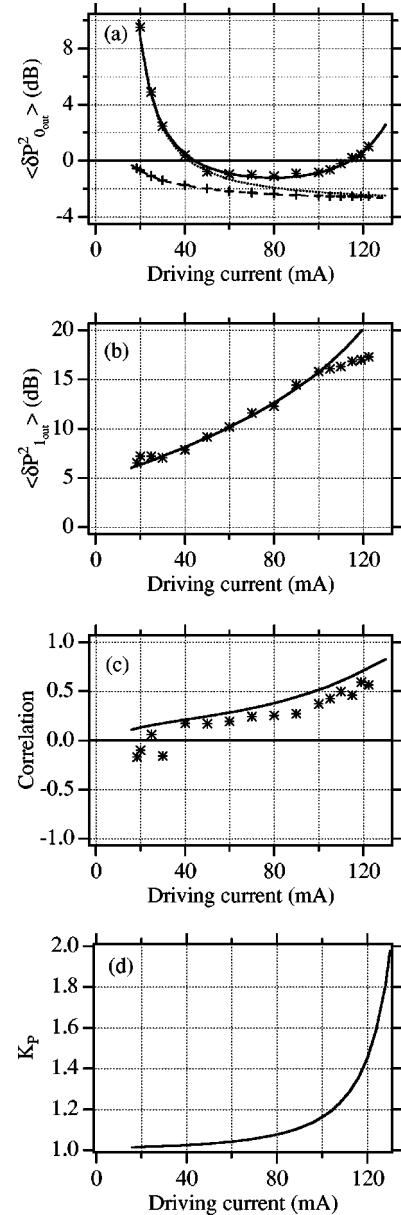 (a)
<δP²0out> (dB)
8
4
0
-4
0 40 80 120
Driving current (mA)
(b)
<δP²1out> (dB)
20
15
10
5
0
0 40 80 120
Driving current (mA)
(c)
Correlation
1.0
0.5
0.0
-0.5
-1.0
0 40 80 120
Driving current (mA)
(d)
KP
2.0
1.8
1.6
1.4
1.2
1.0
0 40 80 120
Driving current (mA)